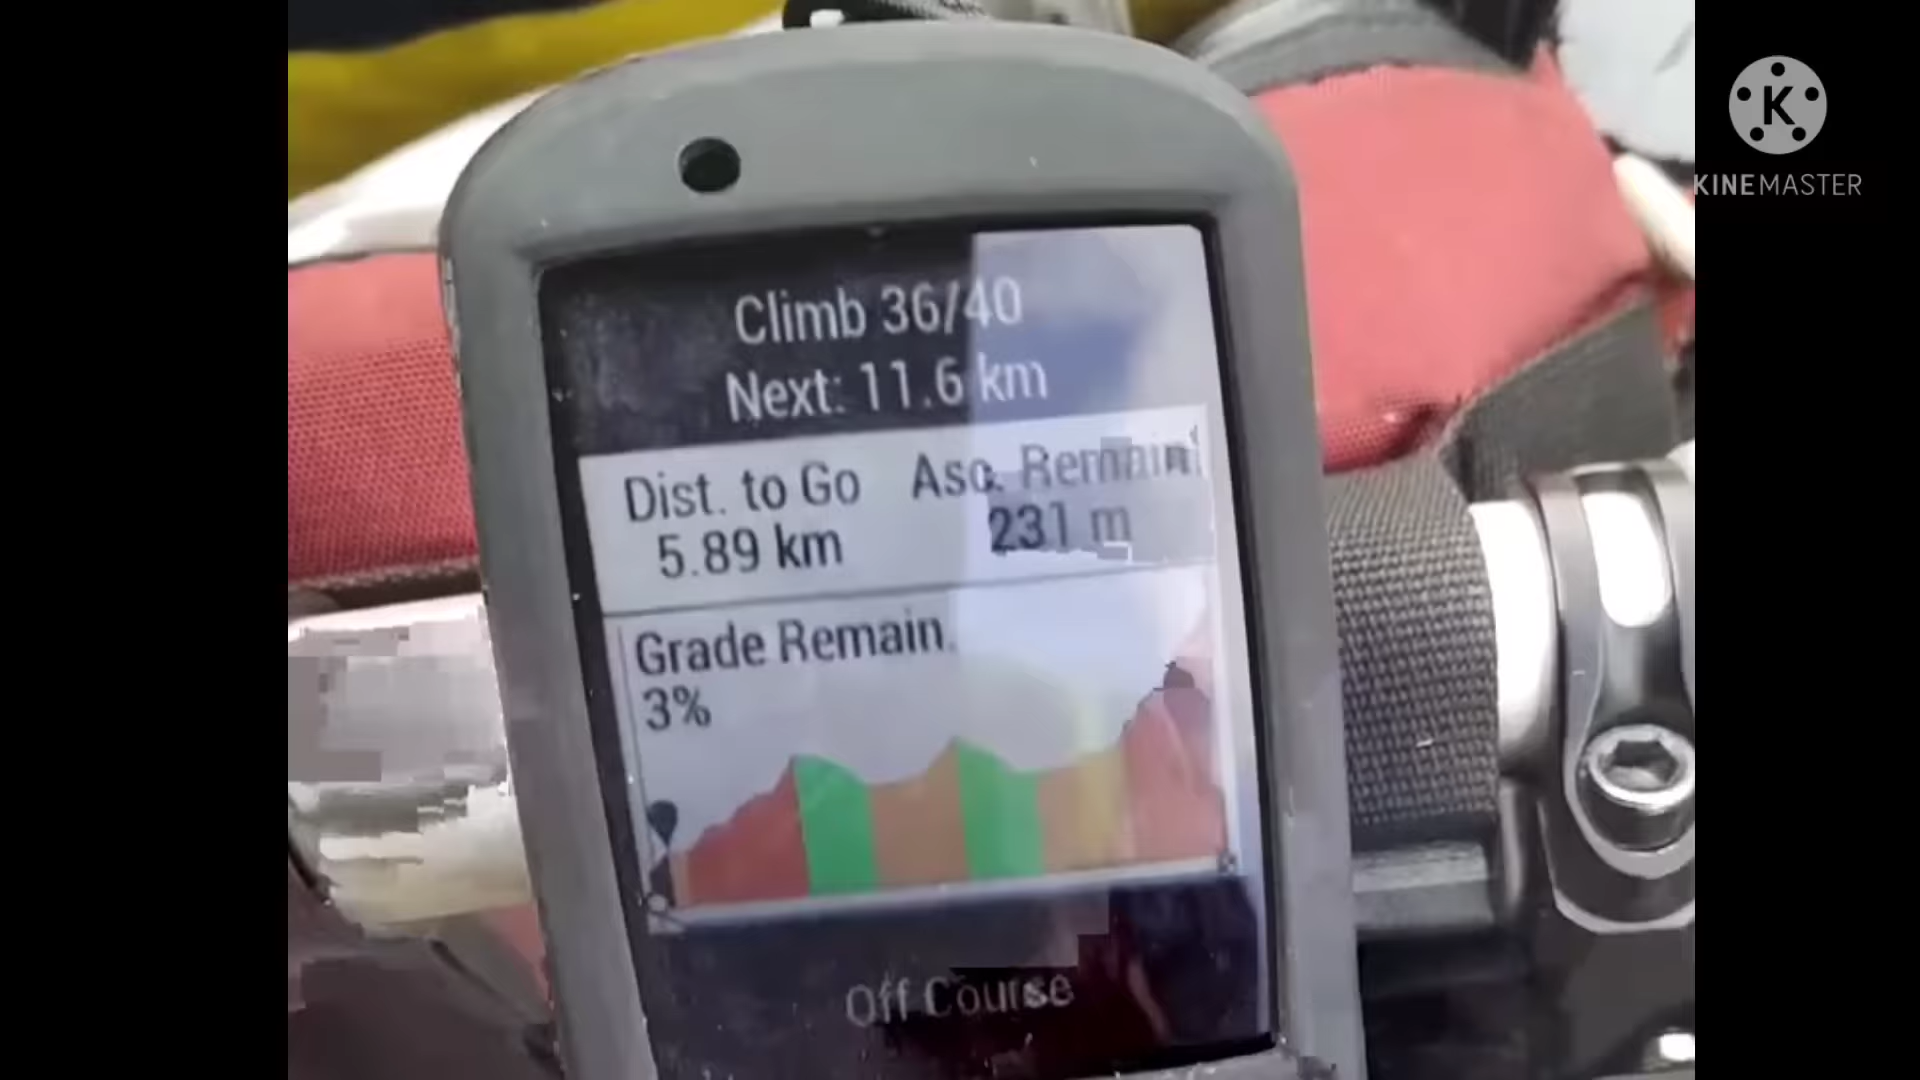 K
KINEMASTER
Climb 36/40
Next: 11.6 km
Dist. to Go Asc. Remain.
5.89 km 231 m
Grade Remain.
3%
Off Course